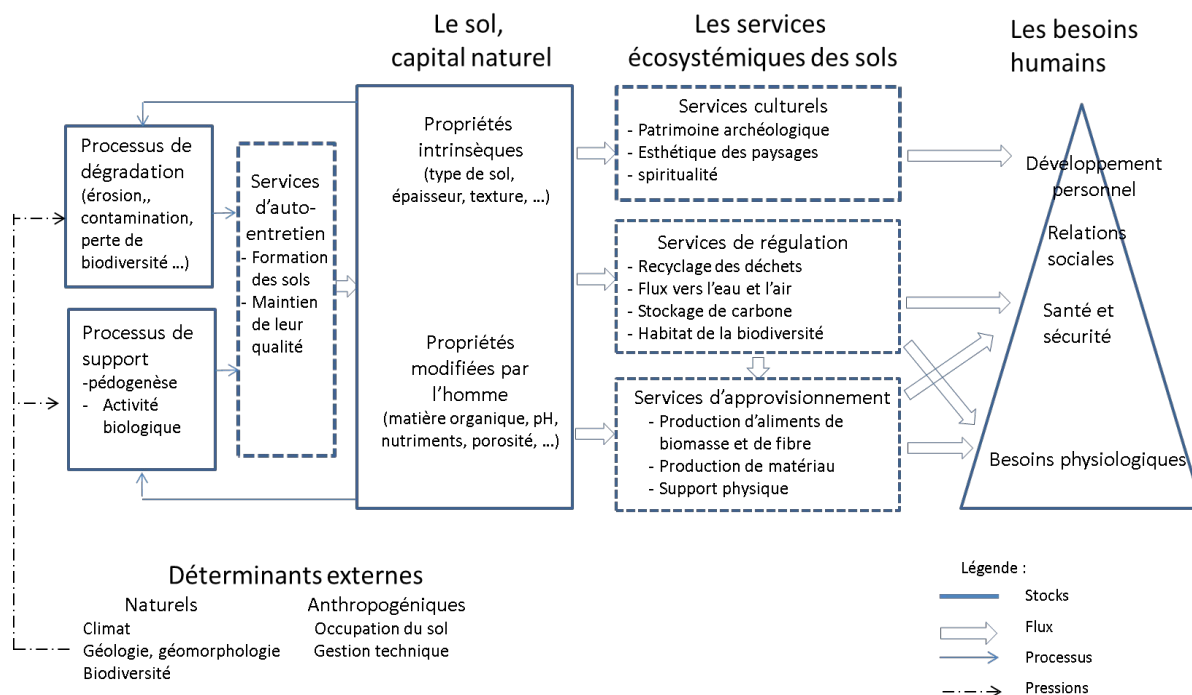 Le sol,
capital naturel
Les services
écosystémiques des sols
Les besoins
humains
Processus de
dégradation
(érosion,,
contamination,
perte de
biodiversité ...)
Processus de
support
-pédogenèse
- Activité
biologique
Services
d'auto-
entretien
- Formation
des sols
- Maintien
de leur
qualité
Propriétés
intrinsèques
(type de sol,
épaisseur, texture, ...)
Propriétés
modifiées par
l'homme
(matière organique, pH,
nutriments, porosité, ...)
Services culturels
- Patrimoine archéologique
- Esthétique des paysages
- spiritualité
Services de régulation
- Recyclage des déchets
- Flux vers l'eau et l'air
- Stockage de carbone
- Habitat de la biodiversité
Services d'approvisionnement
- Production d'aliments de
biomasse et de fibre
- Production de matériau
- Support physique
Développement
personnel
Relations
sociales
Santé et
sécurité
Besoins physiologiques
Déterminants externes
Naturels
Climat
Géologie, géomorphologie
Biodiversité
Anthropogéniques
Occupation du sol
Gestion technique
Légende :
Stocks
Flux
Processus
Pressions